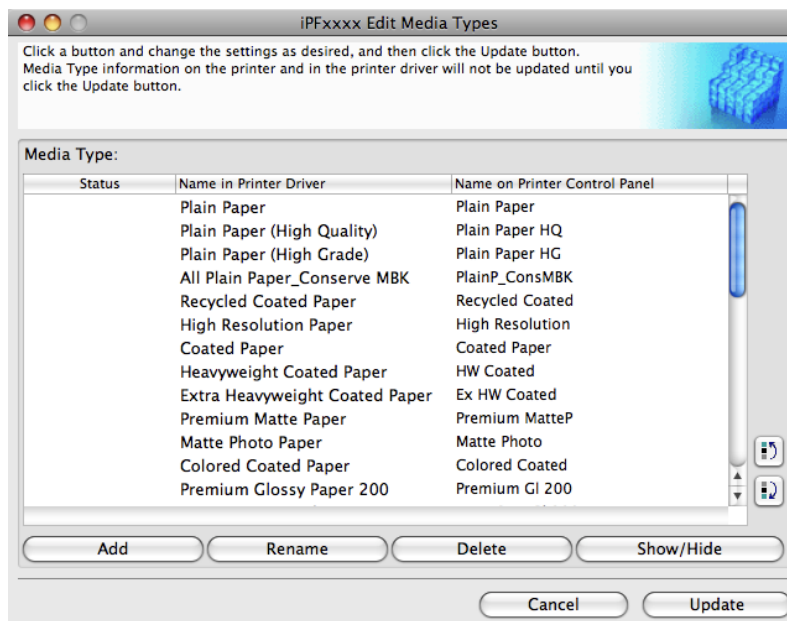 iPFxxxx Edit Media Types
Click a button and change the settings as desired, and then click the Update button.
Media Type information on the printer and in the printer driver will not be updated until you
click the Update button.
Media Type:
Status Name in Printer Driver Name on Printer Control Panel
Plain Paper Plain Paper
Plain Paper (High Quality) Plain Paper HQ
Plain Paper (High Grade) Plain Paper HG
All Plain Paper_Conserve MBK PlainP_ConsMBK
Recycled Coated Paper Recycled Coated
High Resolution Paper High Resolution
Coated Paper Coated Paper
Heavyweight Coated Paper HW Coated
Extra Heavyweight Coated Paper Ex HW Coated
Premium Matte Paper Premium MatteP
Matte Photo Paper Matte Photo
Colored Coated Paper Colored Coated
Premium Glossy Paper 200 Premium Gl 200
Add Rename Delete Show/Hide
Cancel Update